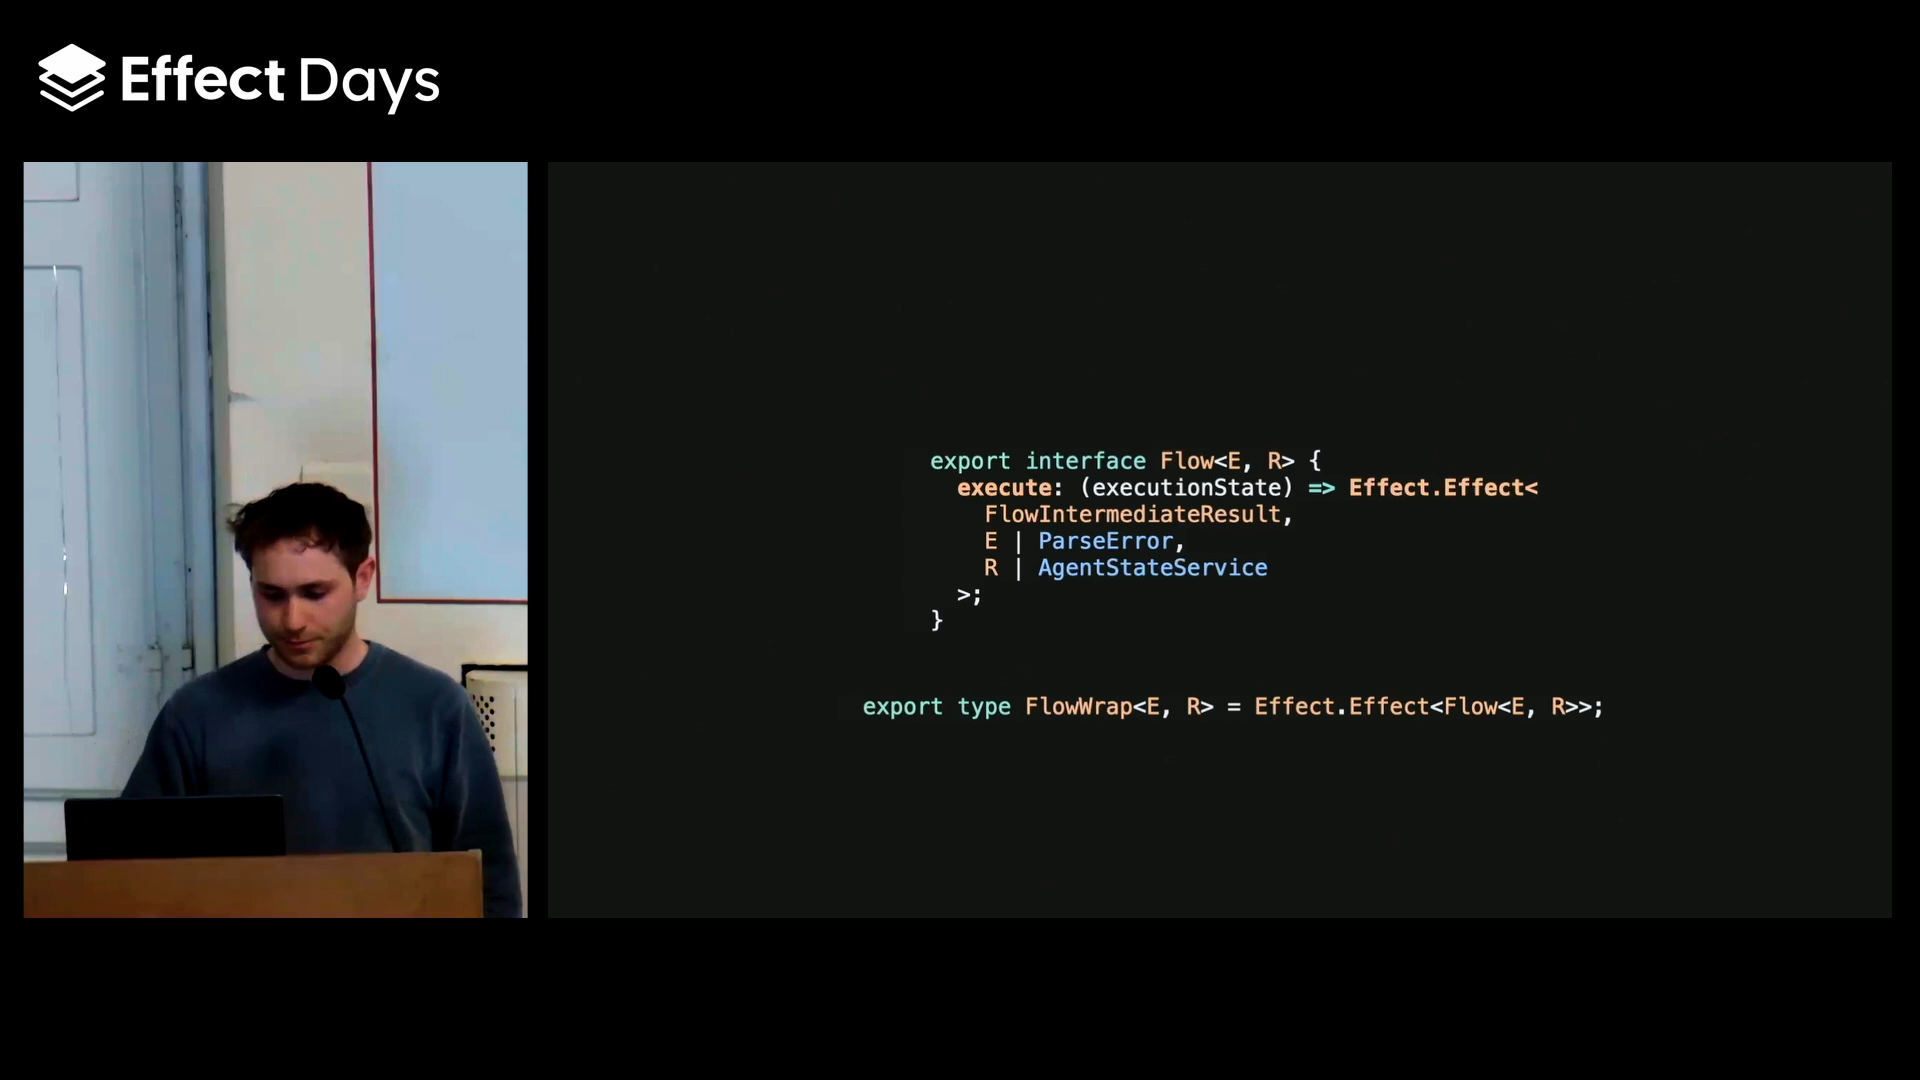 Effect Days
export interface Flow<E, R> {
execute: (executionState) => Effect.Effect<
FlowIntermediateResult,
E | ParseError,
R | AgentStateService
>;
}
export type FlowWrap<E, R> = Effect.Effect<Flow<E, R>>;